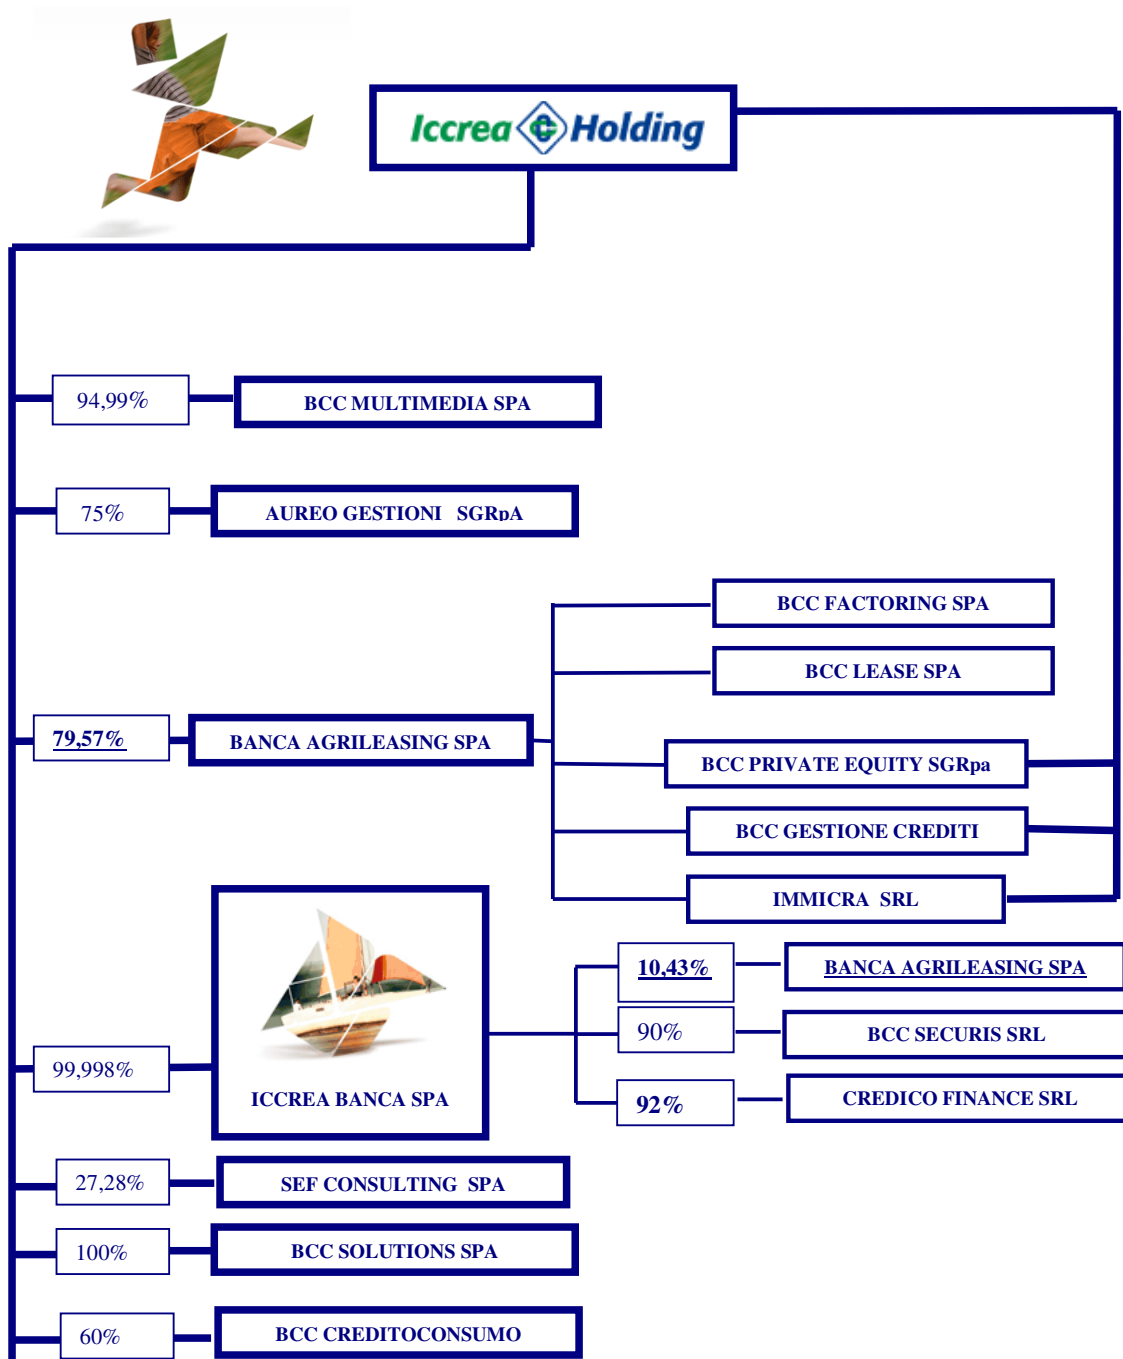 Iccrea Holding
94,99%
BCC MULTIMEDIA SPA
75%
AUREO GESTIONI SGRpA
BCC FACTORING SPA
BCC LEASE SPA
79,57%
BANCA AGRILEASING SPA
BCC PRIVATE EQUITY SGRpa
BCC GESTIONE CREDITI
IMMICRA SRL
10,43%
BANCA AGRILEASING SPA
90%
BCC SECURIS SRL
99,998%
ICCREA BANCA SPA
92%
CREDICO FINANCE SRL
27,28%
SEF CONSULTING SPA
100%
BCC SOLUTIONS SPA
60%
BCC CREDITOCONSUMO